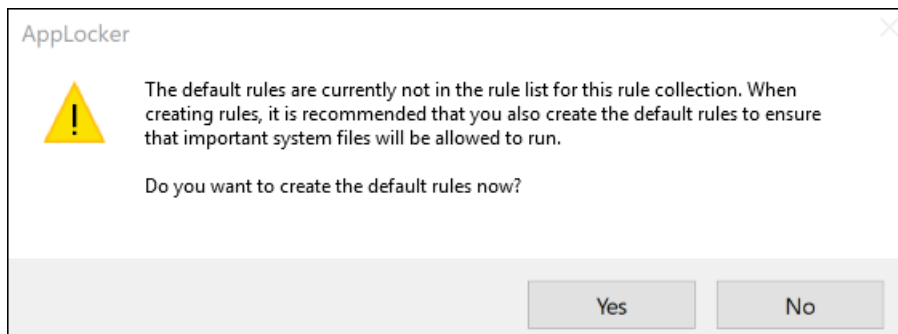 AppLocker
The default rules are currently not in the rule list for this rule collection. When
creating rules, it is recommended that you also create the default rules to ensure
that important system files will be allowed to run.
Do you want to create the default rules now?
Yes
No